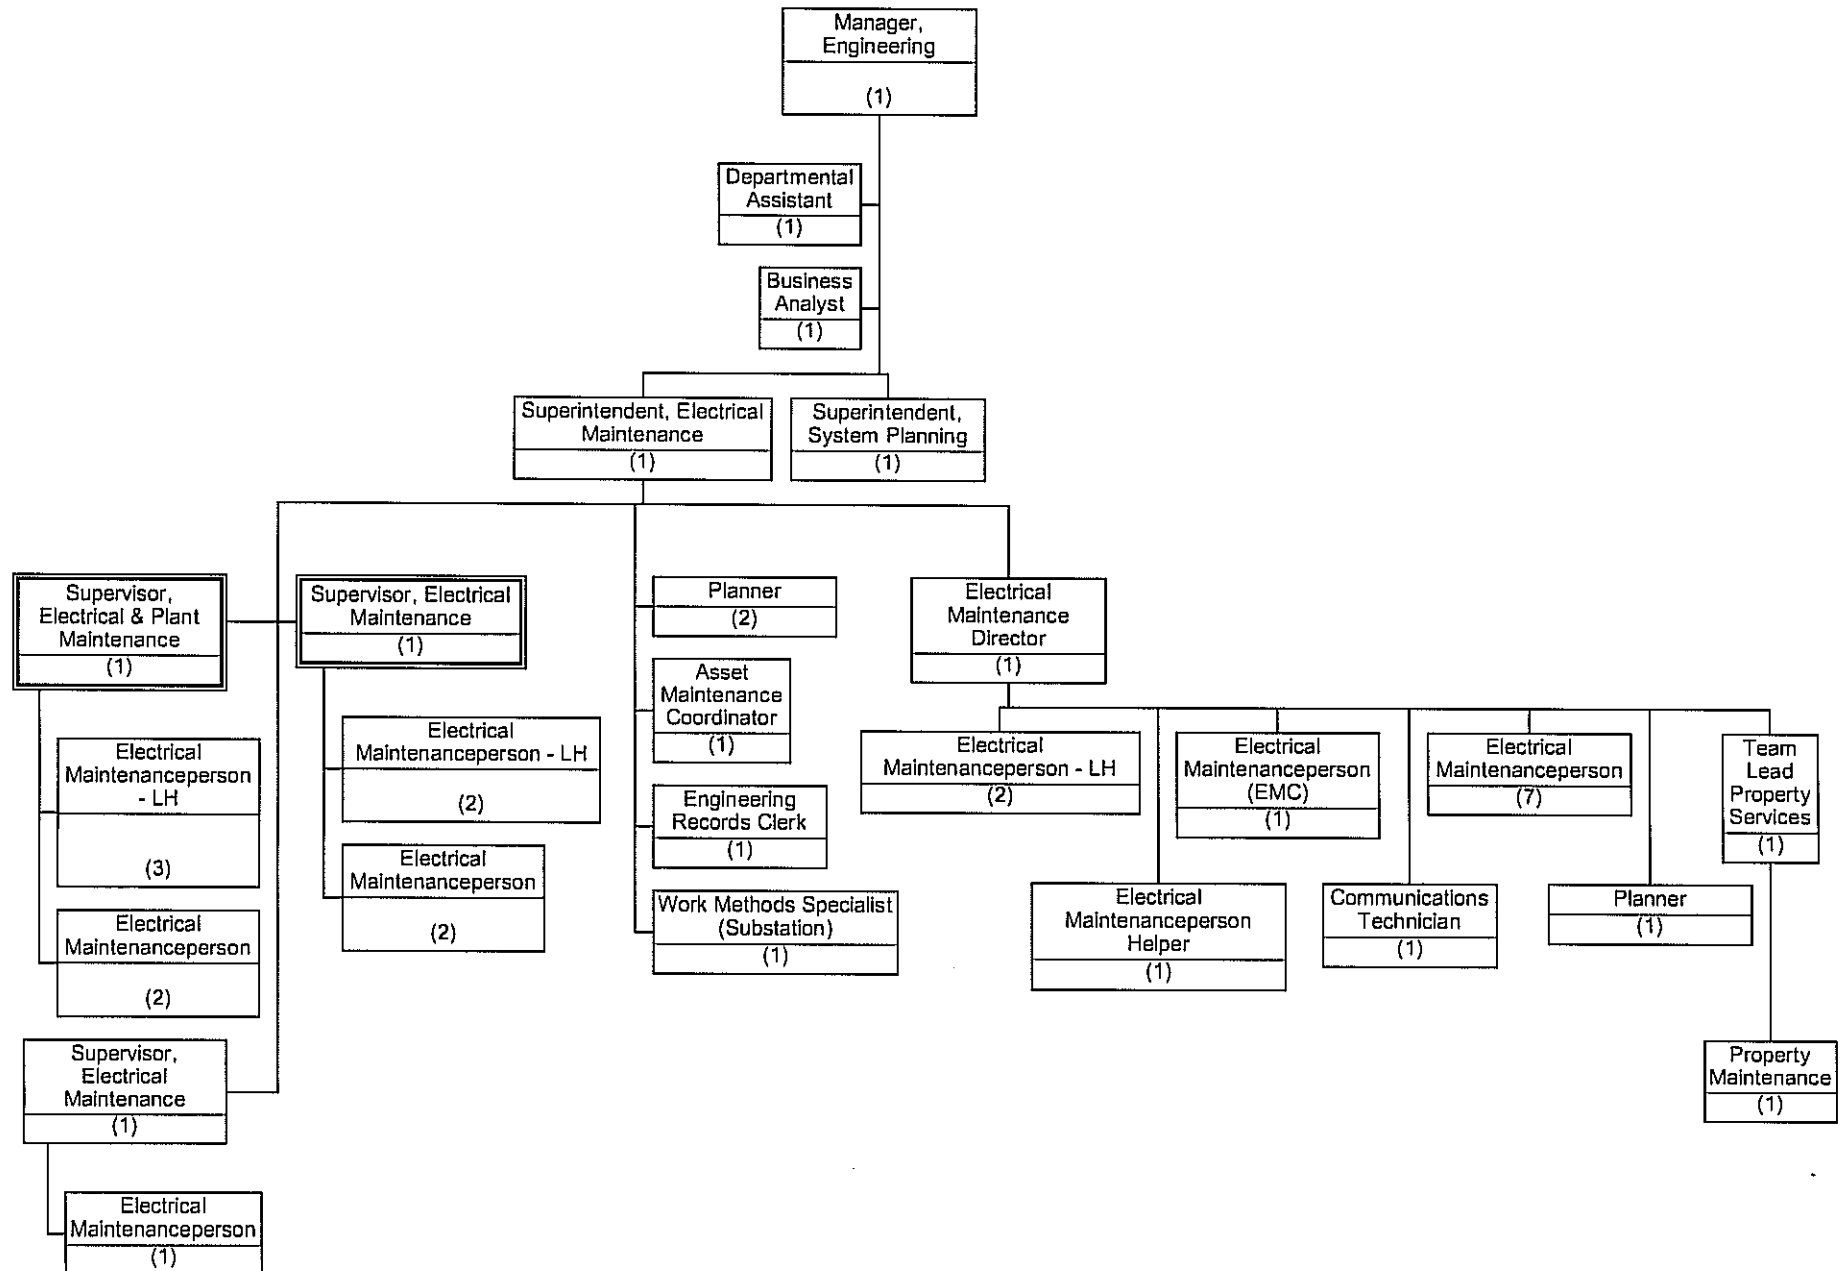 Manager,
Engineering
(1)
Departmental
Assistant
(1)
Business
Analyst
(1)
Superintendent, Electrical
Maintenance
(1)
Superintendent,
System Planning
(1)
Supervisor,
Electrical & Plant
Maintenance
(1)
Electrical
Maintenanceperson
- LH
(3)
Electrical
Maintenanceperson
(2)
Supervisor, Electrical
Maintenance
(1)
Electrical
Maintenanceperson - LH
(2)
Electrical
Maintenanceperson
(2)
Supervisor,
Electrical
Maintenance
(1)
Electrical
Maintenanceperson
(1)
Planner
(2)
Asset
Maintenance
Coordinator
(1)
Engineering
Records Clerk
(1)
Work Methods Specialist
(Substation)
(1)
Electrical
Maintenance
Director
(1)
Electrical
Maintenanceperson - LH
(2)
Electrical
Maintenanceperson
Helper
(1)
Electrical
Maintenanceperson
(EMC)
(1)
Communications
Technician
(1)
Electrical
Maintenanceperson
(7)
Planner
(1)
Team
Lead
Property
Services
(1)
Property
Maintenance
(1)